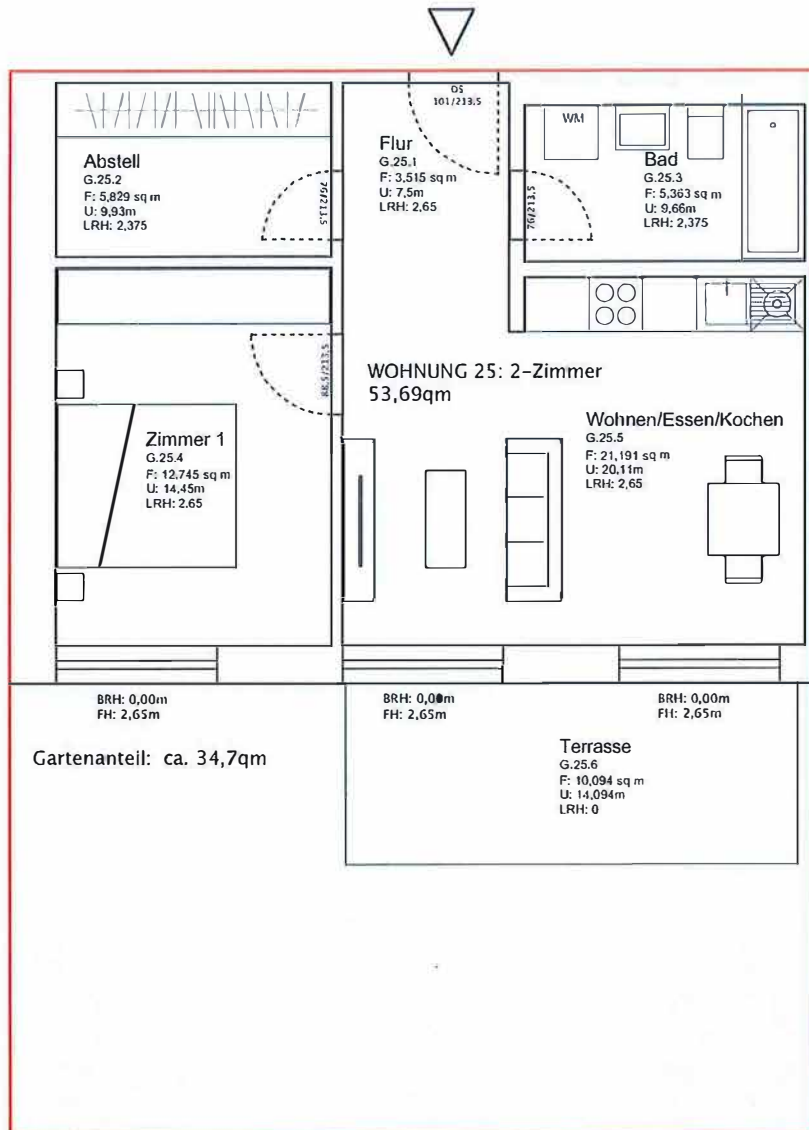 DS
101/213,5
Abstell
G.25.2
F: 5,829 sq m
U: 9,93m
LRH: 2,375
76/213,5
Flur
G.25.1
F: 3,515 sq m
U: 7,5m
LRH: 2,65
76/213,5
WM
Bad
G.25.3
F: 5,363 sq m
U: 9,66m
LRH: 2,375
88,5/213,5
WOHNUNG 25: 2-Zimmer
53,69qm
Zimmer 1
G.25.4
F: 12,745 sq m
U: 14,45m
LRH: 2.65
Wohnen/Essen/Kochen
G.25.5
F: 21,191 sq m
U: 20,11m
LRH: 2,65
BRH: 0,00m
FH: 2,65m
BRH: 0,00m
FH: 2,65m
BRH: 0,00m
FH: 2,65m
Gartenanteil: ca. 34,7qm
Terrasse
G.25.6
F: 10,094 sq m
U: 14,094m
LRH: 0